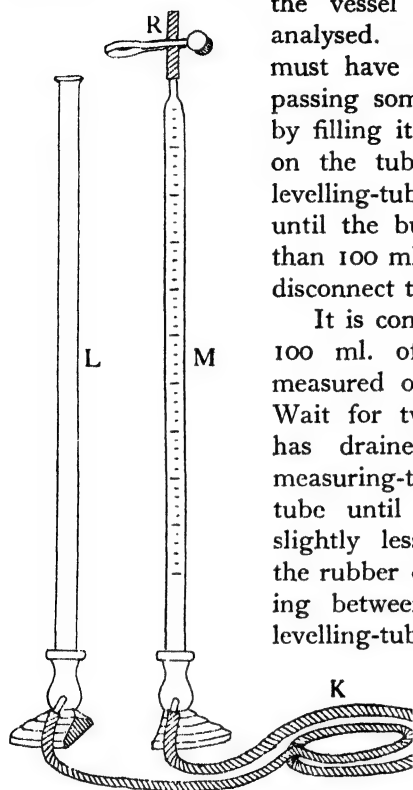 the vessel
analysed.
must have
passing som
by filling it
on the tub
levelling-tub
until the bu
than 100 ml
disconnect t
It is con
100 ml. of
measured o
Wait for tw
has draine
measuring-t
tube until
slightly less
the rubber
ing between
levelling-tub
R
L
M
K